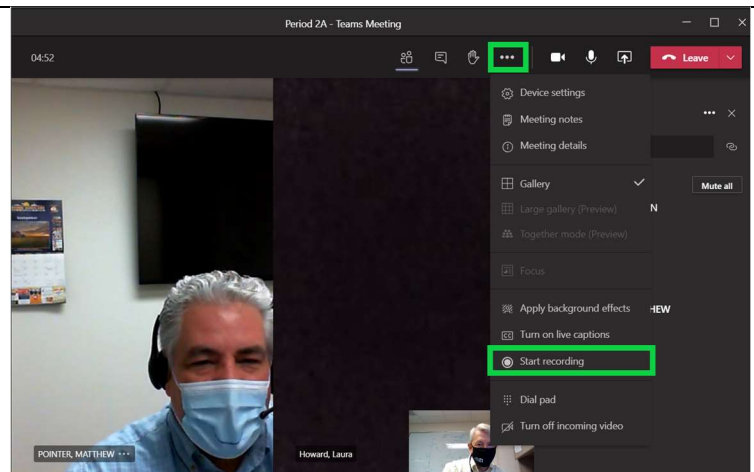 Period 2A - Teams Meeting
04:52
Leave
Device settings
Meeting notes
Meeting details
Gallery
Mute all
Large gallery (Preview)
N
Together mode (Preview)
Focus
Apply background effects
HEW
CC Turn on live captions
Start recording
Dial pad
Turn off incoming video
POINTER, MATTHEW ...
Howard, Laura